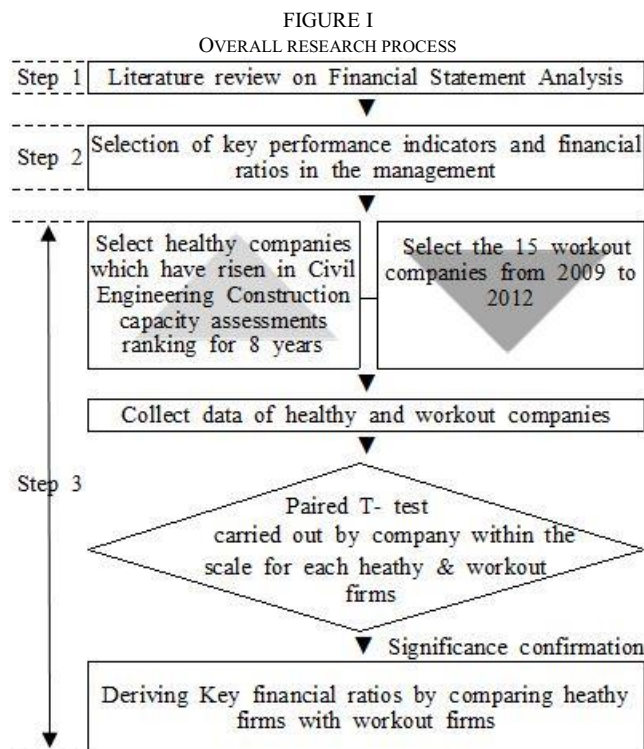 FIGURE I
OVERALL RESEARCH PROCESS
Step 1
Literature review on Financial Statement Analysis
Step 2
Selection of key performance indicators and financial
ratios in the management
Select healthy companies
which have risen in Civil
Engineering Construction
capacity assessments
ranking for 8 years
Select the 15 workout
companies from 2009 to
2012
Collect data of healthy and workout companies
Step 3
Paired T- test
carried out by company within the
scale for each heathy & workout
firms
Significance confirmation
Deriving Key financial ratios by comparing heathy
firms with workout firms